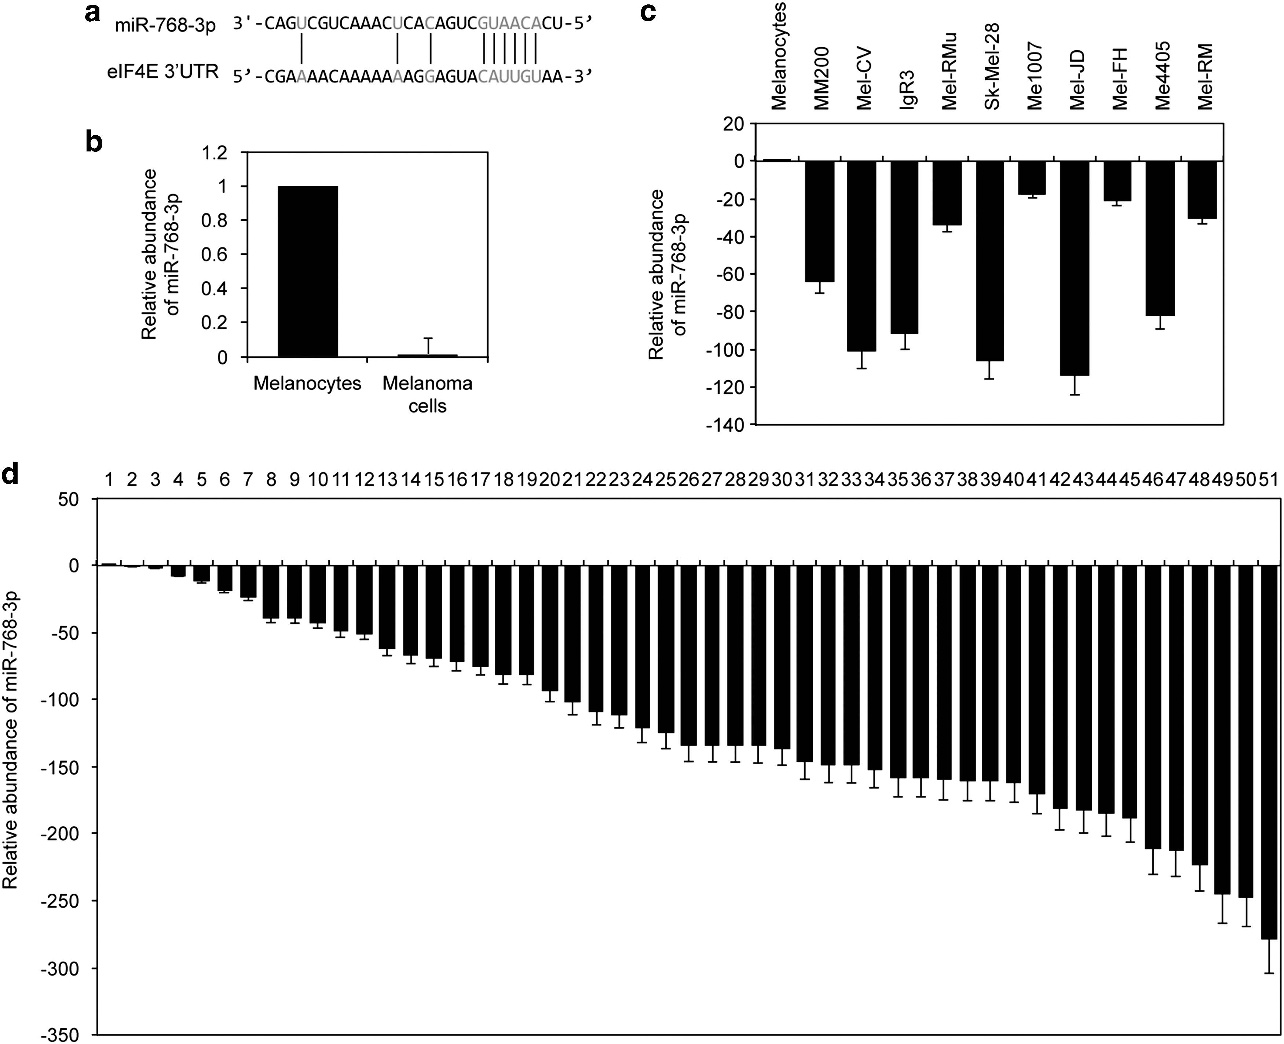 a
miR-768-3p 3'-CAGUCGUCAAACUCACAGUCGUAACACU-5’
eIF4E 3’UTR 5’-CGAAAACAAAAAAAGGAGUACAUUGUAA-3’
b
Relative abundance
of miR-768-3p
1.2
1
0.8
0.6
0.4
0.2
0
Melanocytes
Melanoma
cells
c
Melanocytes
MM200
Mel-CV
IgR3
Mel-RMu
Sk-Mel-28
Me1007
Mel-JD
Mel-FH
Me4405
Mel-RM
Relative abundance
of miR-768-3p
20
0
-20
-40
-60
-80
-100
-120
-140
d
1 2 3 4 5 6 7 8 9 10 11 12 13 14 15 16 17 18 19 20 21 22 23 24 25 26 27 28 29 30 31 32 33 34 35 36 37 38 39 40 41 42 43 44 45 46 47 48 49 50 51
Relative abundance of miR-768-3p
50
0
-50
-100
-150
-200
-250
-300
-350